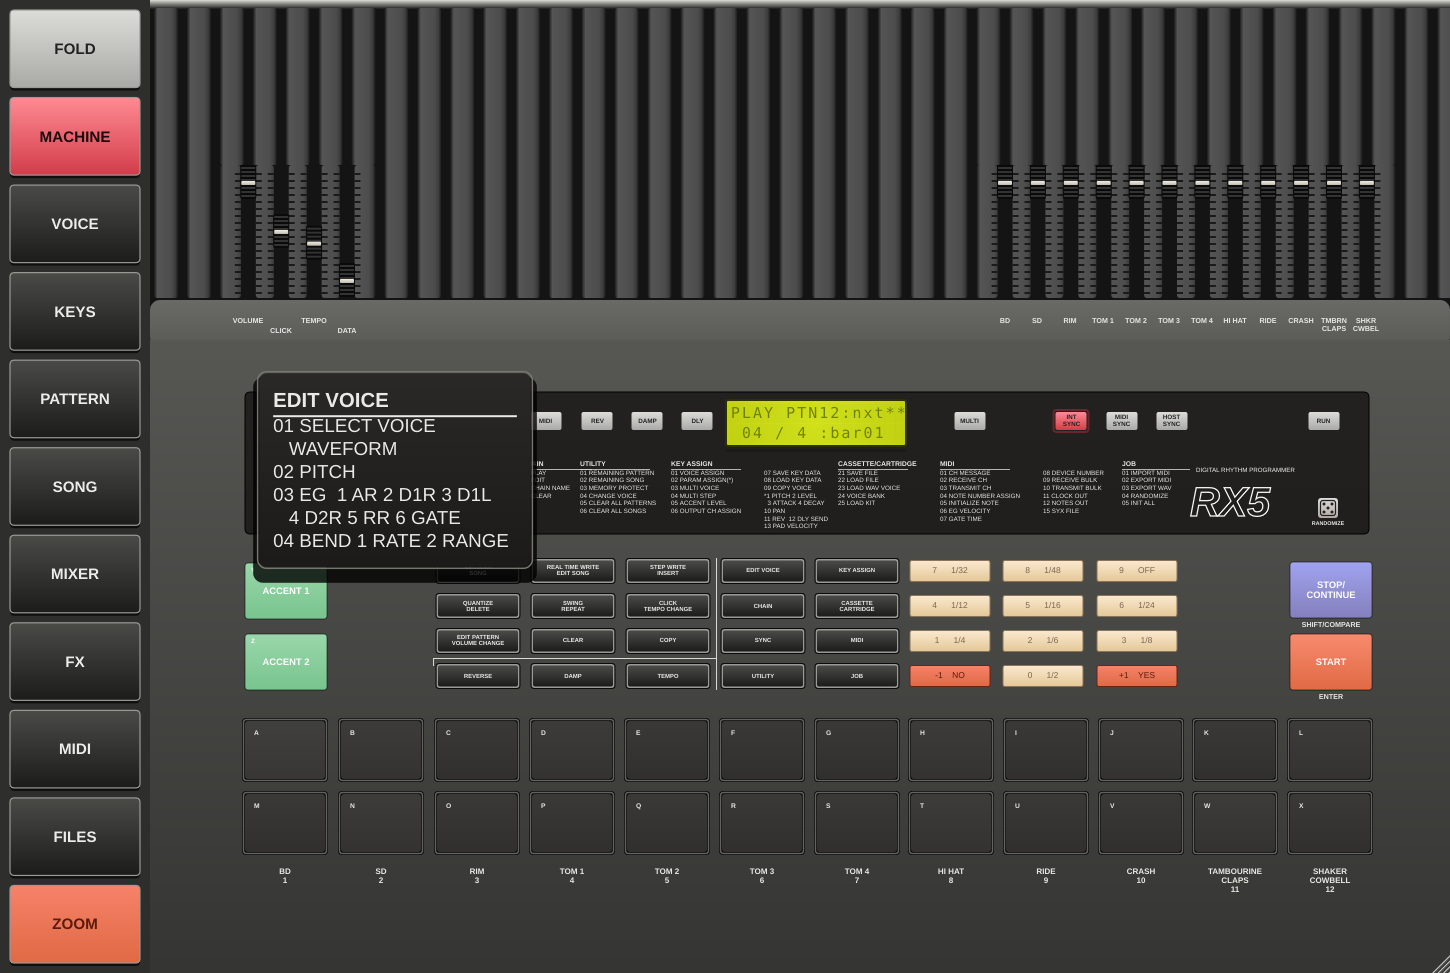 FOLD
MACHINE
VOICE
KEYS
PATTERN
SONG
MIXER
FX
MIDI
FILES
ZOOM
VOLUME
CLICK
TEMPO
DATA
BD SD RIM TOM 1 TOM 2 TOM 3 TOM 4 HI HAT RIDE CRASH TMBRN CLAPS SHKR CWBEL
EDIT VOICE
01 SELECT VOICE
WAVEFORM
02 PITCH
03 EG 1 AR 2 D1R 3 D1L
4 D2R 5 RR 6 GATE
04 BEND 1 RATE 2 RANGE
MIDI REV DAMP DLY
PLAY PTN12:nxt**
04 / 4 :bar01
MULTI
INT SYNC
MIDI SYNC
HOST SYNC
RUN
UTILITY
01 REMAINING PATTERN
02 REMAINING SONG
03 MEMORY PROTECT
04 CHANGE VOICE
05 CLEAR ALL PATTERNS
06 CLEAR ALL SONGS
KEY ASSIGN
01 VOICE ASSIGN
02 PARAM ASSIGN(*)
03 MULTI VOICE
04 MULTI STEP
05 ACCENT LEVEL
06 OUTPUT CH ASSIGN
07 SAVE KEY DATA
08 LOAD KEY DATA
09 COPY VOICE
*1 PITCH 2 LEVEL
3 ATTACK 4 DECAY
10 PAN
11 REV 12 DLY SEND
13 PAD VELOCITY
CASSETTE/CARTRIDGE
21 SAVE FILE
22 LOAD FILE
23 LOAD WAV VOICE
24 VOICE BANK
25 LOAD KIT
MIDI
01 CH MESSAGE
02 RECEIVE CH
03 TRANSMIT CH
04 NOTE NUMBER ASSIGN
05 INITIALIZE NOTE
06 EG VELOCITY
07 GATE TIME
08 DEVICE NUMBER
09 RECEIVE BULK
10 TRANSMIT BULK
11 CLOCK OUT
12 NOTES OUT
15 SYX FILE
JOB
01 IMPORT MIDI
02 EXPORT MIDI
03 EXPORT WAV
04 RANDOMIZE
05 INIT ALL
DIGITAL RHYTHM PROGRAMMER
RX5
RANDOMIZE
ACCENT 1
2
ACCENT 2
SONG
REAL TIME WRITE
EDIT SONG
STEP WRITE
INSERT
EDIT VOICE
KEY ASSIGN
7 1/32
8 1/48
9 OFF
QUANTIZE
DELETE
SWING
REPEAT
CLICK
TEMPO CHANGE
CHAIN
CASSETTE
CARTRIDGE
4 1/12
5 1/16
6 1/24
EDIT PATTERN
VOLUME CHANGE
CLEAR
COPY
SYNC
MIDI
1 1/4
2 1/6
3 1/8
REVERSE
DAMP
TEMPO
UTILITY
JOB
-1 NO
0 1/2
+1 YES
STOP/
CONTINUE
SHIFT/COMPARE
START
ENTER
A B C D E F G H I J K L
M N O P Q R S T U V W X
BD
1
SD
2
RIM
3
TOM 1
4
TOM 2
5
TOM 3
6
TOM 4
7
HI HAT
8
RIDE
9
CRASH
10
TAMBOURINE
CLAPS
11
SHAKER
COWBELL
12